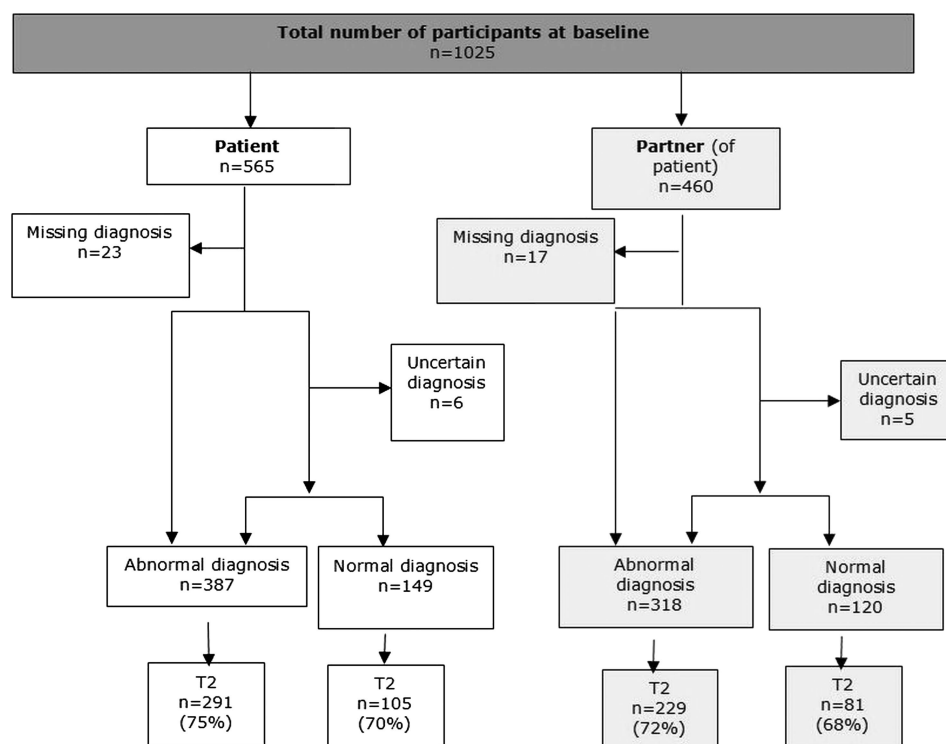 Total number of participants at baseline
n=1025
Patient
n=565
Partner (of
patient)
n=460
Missing diagnosis
n=23
Missing diagnosis
n=17
Uncertain
diagnosis
n=6
Uncertain
diagnosis
n=5
Abnormal diagnosis
n=387
Normal diagnosis
n=149
Abnormal
diagnosis
n=318
Normal
diagnosis
n=120
T2
n=291
(75%)
T2
n=105
(70%)
T2
n=229
(72%)
T2
n=81
(68%)